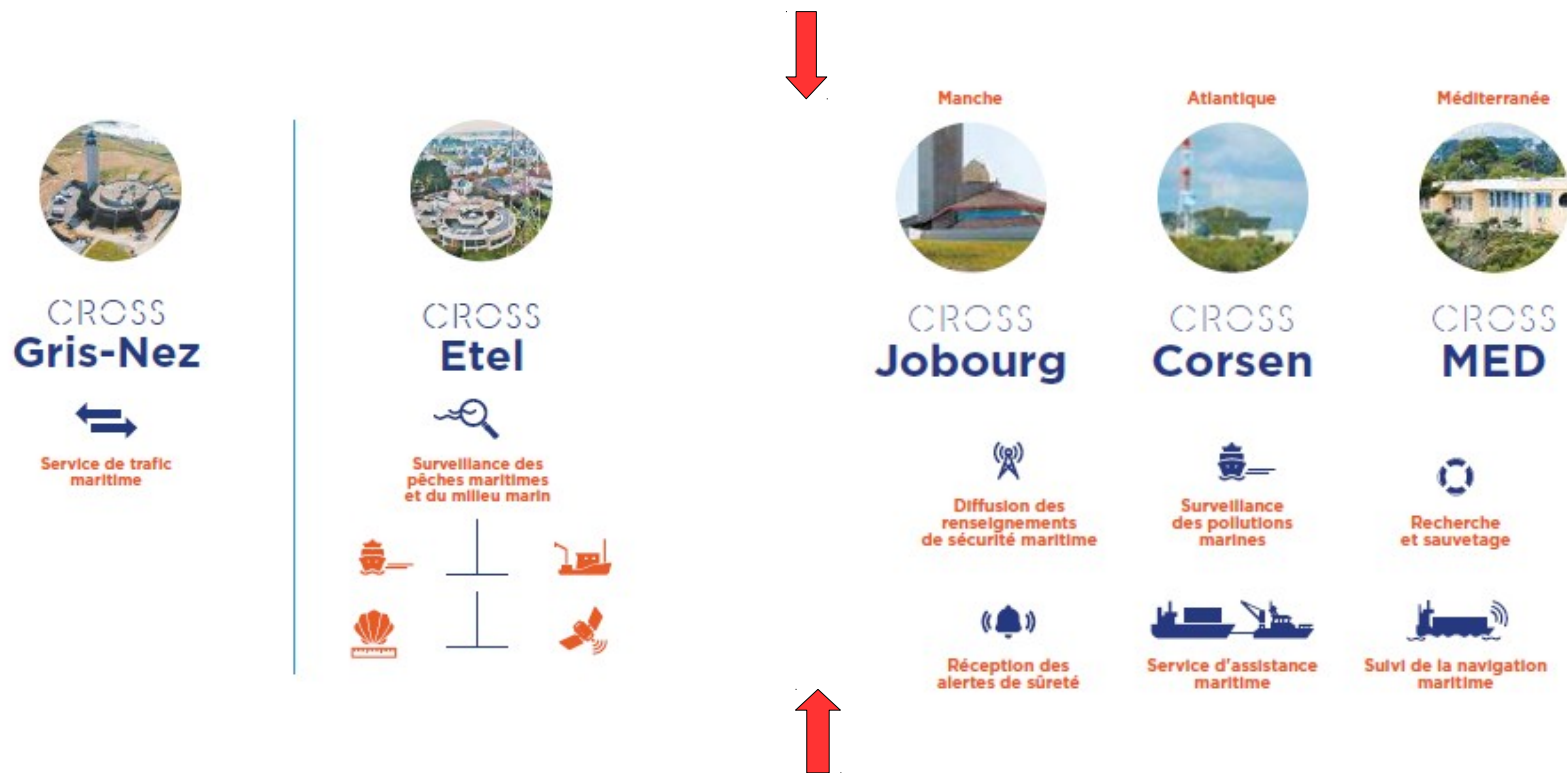 CROSS
Gris-Nez
Service de trafic
maritime
CROSS
Etel
Surveillance des
pêches maritimes
et du milieu marin
Manche
CROSS
Jobourg
Atlantique
CROSS
Corsen
Méditerranée
CROSS
MED
Diffusion des
renseignements
de sécurité maritime
Surveillance
des pollutions
marines
Recherche
et sauvetage
Réception des
alertes de sûreté
Service d'assistance
maritime
Suivi de la navigation
maritime